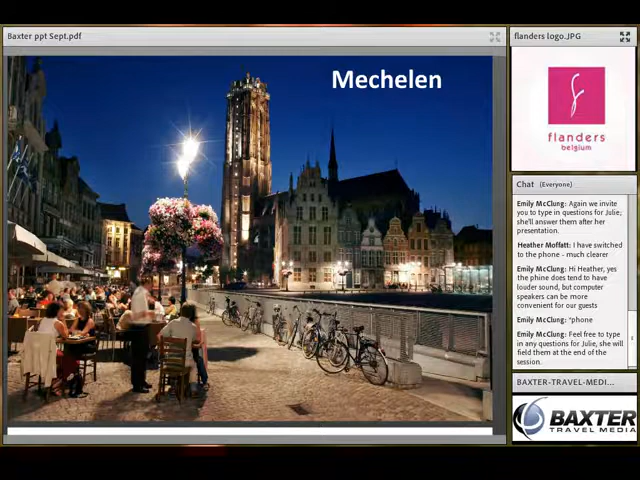 Baxter ppt Sept.pdf
Mechelen
flanders logo.JPG
flanders
belgium
Chat (Everyone)
Emily McClung: Again we invite
you to type in questions for Julie;
she'll answer them after her
presentation.
Heather Moffatt: I have switched
to the phone - much clearer
Emily McClung: Hi Heather, yes
the phine does tend to have
louder sound, but computer
speakers can be more
convenient for our guests
Emily McClung: *phone
Emily McClung: Feel free to type
in any questions for Julie, she will
field them at the end of the
session.
BAXTER-TRAVEL-MEDI...
BAXTER
TRAVEL MEDIA